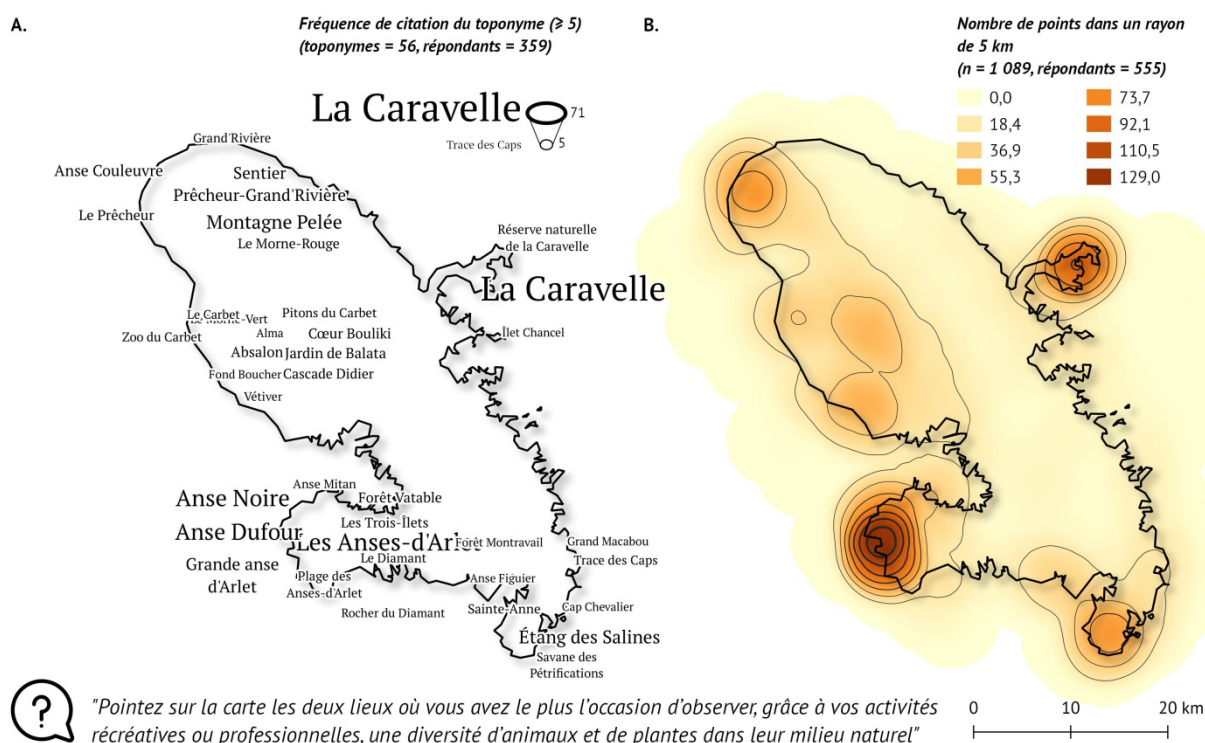 A.
Fréquence de citation du toponyme (≥ 5)
(toponymes = 56, répondants = 359)
La Caravelle
71
Trace des Caps
5
Grand'Rivière
Anse Couleuvre
Sentier
Prêcheur-Grand'Rivière
Le Prêcheur
Montagne Pelée
Le Morne-Rouge
Réserve naturelle
de la Caravelle
La Caravelle
Le Carbet
Le Morne-Vert
Pitons du Carbet
Zoo du Carbet
Alma
Cœur Bouliki
Îlet Chancel
Absalon
Jardin de Balata
Fond Boucher
Cascade Didier
Vétiver
Anse Mitan
Anse Noire
Forêt Vatable
Les Trois-Îlets
Anse Dufour
Les Anses-d'Arlet
Forêt Montravail
Grand Macabou
Le Diamant
Trace des Caps
Grande anse
d'Arlet
Plage des
Anses-d'Arlet
Anse Figuier
Rocher du Diamant
Sainte-Anne
Cap Chevalier
Étang des Salines
Savane des
Pétrifications
B.
Nombre de points dans un rayon
de 5 km
(n = 1 089, répondants = 555)
0,0
18,4
36,9
55,3
73,7
92,1
110,5
129,0
?
"Pointez sur la carte les deux lieux où vous avez le plus l'occasion d'observer, grâce à vos activités
récréatives ou professionnelles, une diversité d'animaux et de plantes dans leur milieu naturel"
0 10 20 km